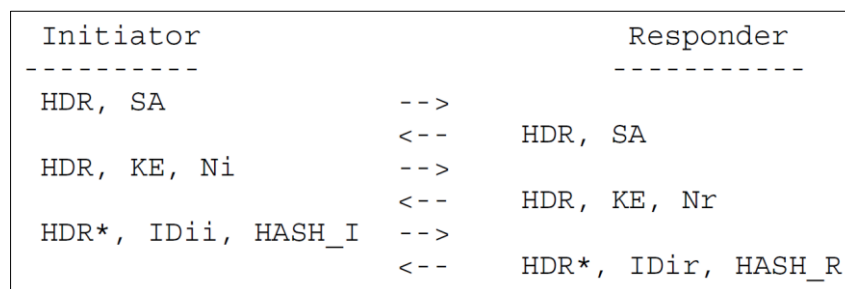 Initiator Responder
---------- -----------
HDR, SA -->
<-- HDR, SA
HDR, KE, Ni -->
<-- HDR, KE, Nr
HDR*, IDii, HASH_I -->
<-- HDR*, IDir, HASH_R